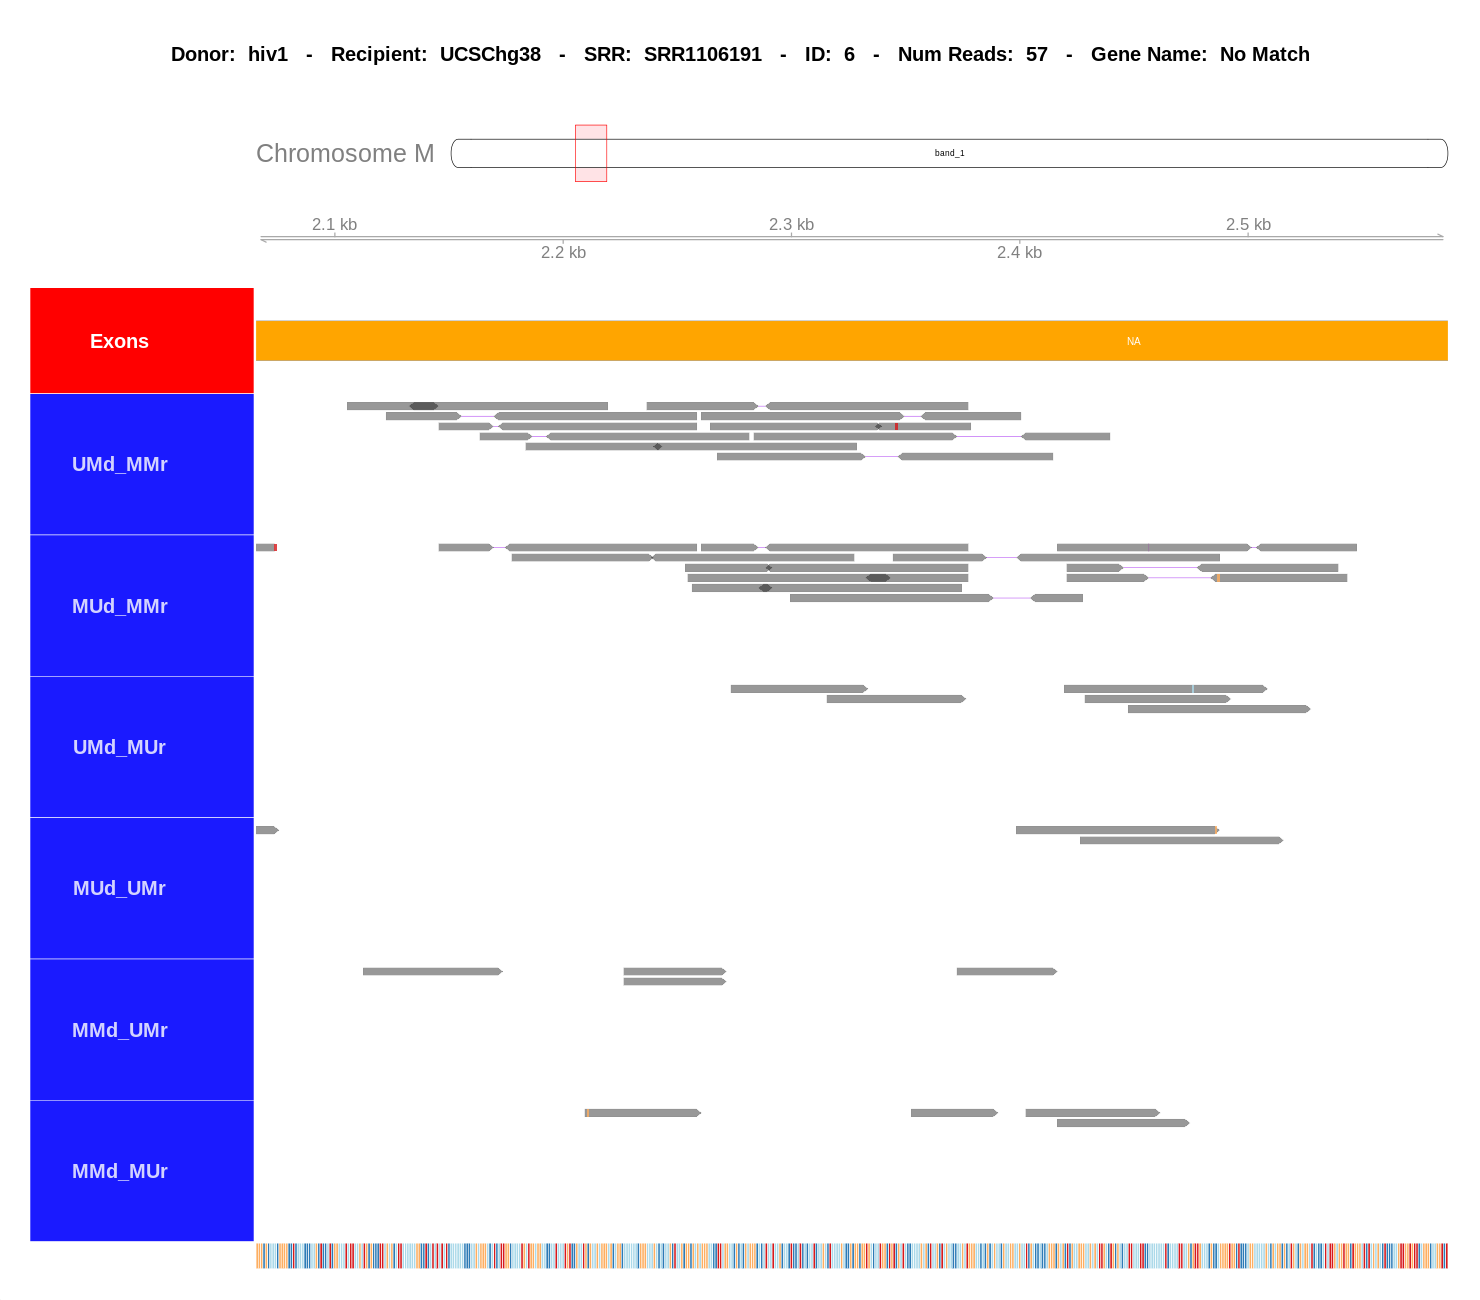 Donor: hiv1 - Recipient: UCSChg38 - SRR: SRR1106191 - ID: 6 - Num Reads: 57 - Gene Name: No Match
Chromosome M
band_1
2.1 kb
2.3 kb
2.5 kb
2.2 kb
2.4 kb
Exons
NA
UMd_MMr
MUd_MMr
UMd_MUr
MUd_UMr
MMd_UMr
MMd_MUr